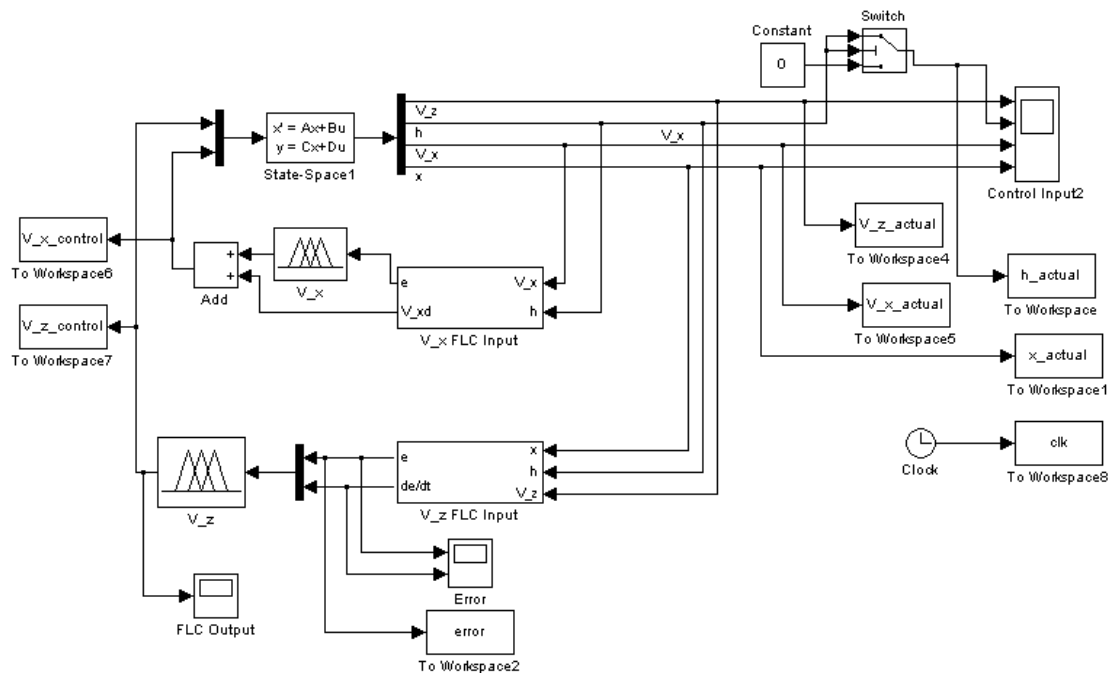 Switch
Constant
0
V_z
h
V_x
V_x
x
x' = Ax+Bu
y = Cx+Du
State-Space1
Control Input2
V_x_control
To Workspace6
+
+
Add
V_x
e
V_xd
V_x
h
V_x FLC Input
V_z_actual
To Workspace4
h_actual
To Workspace
V_x_actual
To Workspace5
V_z_control
To Workspace7
x_actual
To Workspace1
V_z
e
de/dt
x
h
V_z
V_z FLC Input
Clock
clk
To Workspace8
Error
FLC Output
error
To Workspace2